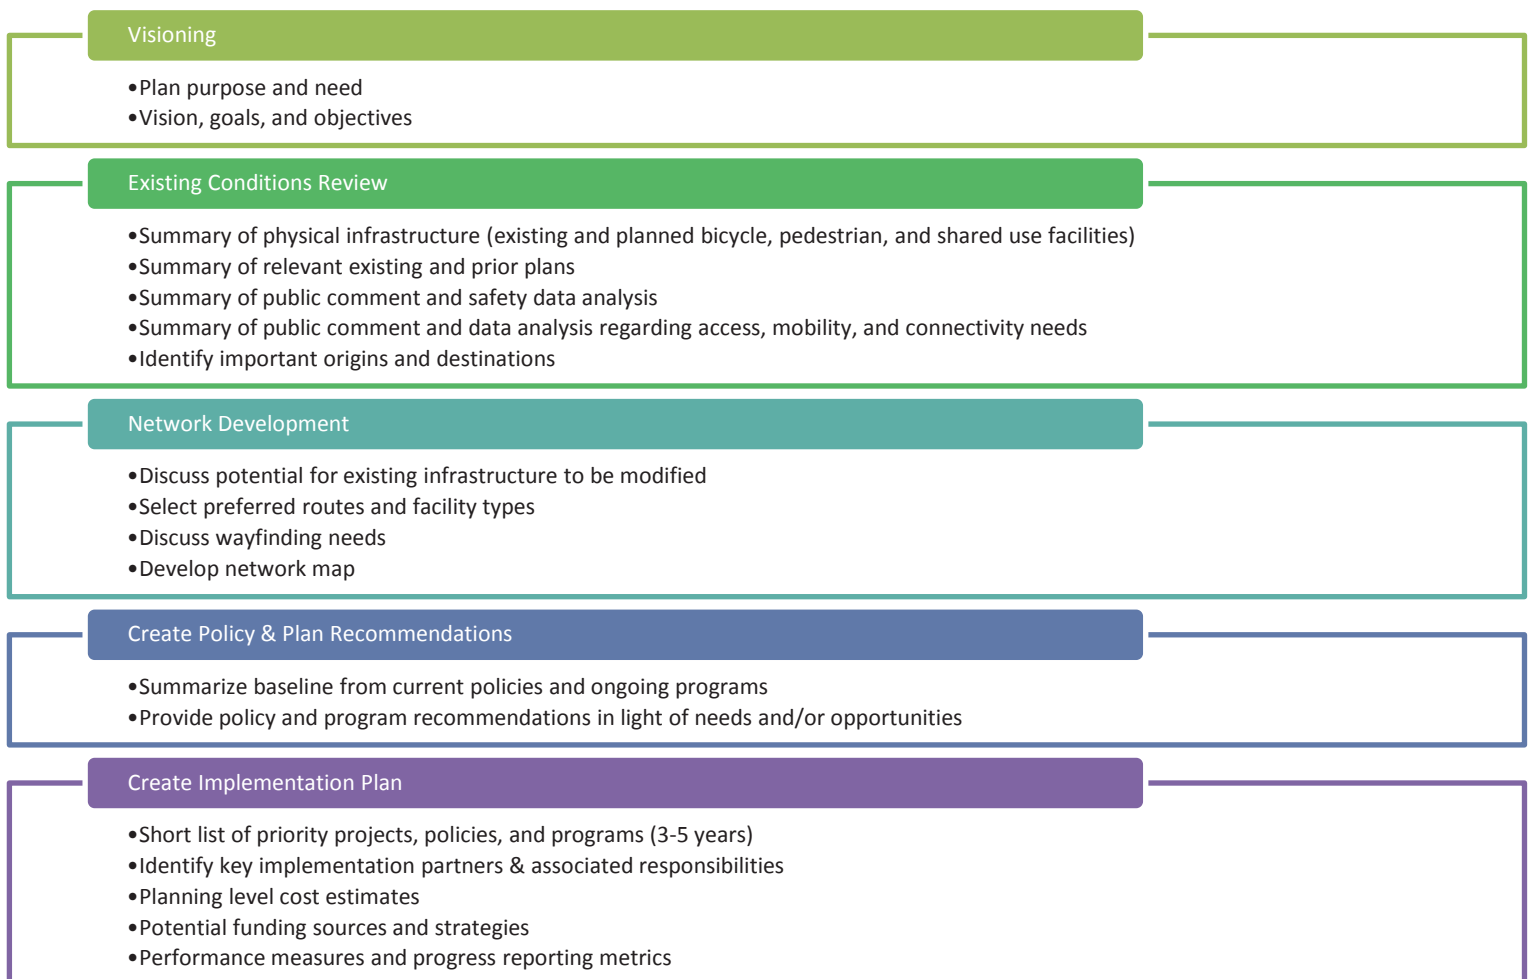 Visioning
•Plan purpose and need
•Vision, goals, and objectives
Existing Conditions Review
•Summary of physical infrastructure (existing and planned bicycle, pedestrian, and shared use facilities)
•Summary of relevant existing and prior plans
•Summary of public comment and safety data analysis
•Summary of public comment and data analysis regarding access, mobility, and connectivity needs
•Identify important origins and destinations
Network Development
•Discuss potential for existing infrastructure to be modified
•Select preferred routes and facility types
•Discuss wayfinding needs
•Develop network map
Create Policy & Plan Recommendations
•Summarize baseline from current policies and ongoing programs
•Provide policy and program recommendations in light of needs and/or opportunities
Create Implementation Plan
•Short list of priority projects, policies, and programs (3-5 years)
•Identify key implementation partners & associated responsibilities
•Planning level cost estimates
•Potential funding sources and strategies
•Performance measures and progress reporting metrics